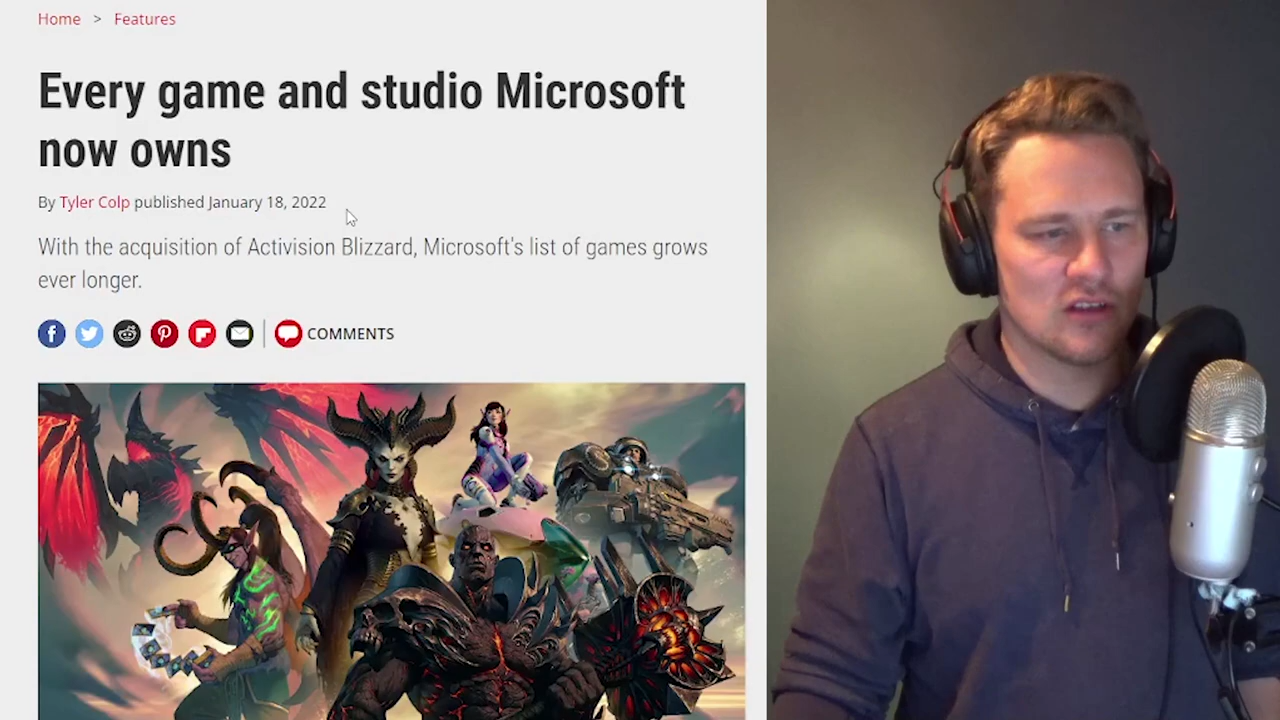 Home > Features
Every game and studio Microsoft
now owns
By Tyler Colp published January 18, 2022
With the acquisition of Activision Blizzard, Microsoft's list of games grows
ever longer.
COMMENTS